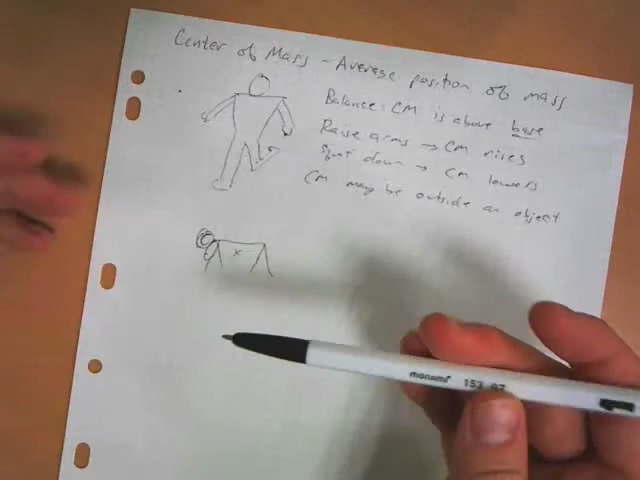 Center of Mass - Average position of mass
Balance: CM is above base
Raise arms → CM rises
Squat down → CM lowers
CM may be outside an object
x
monami 153